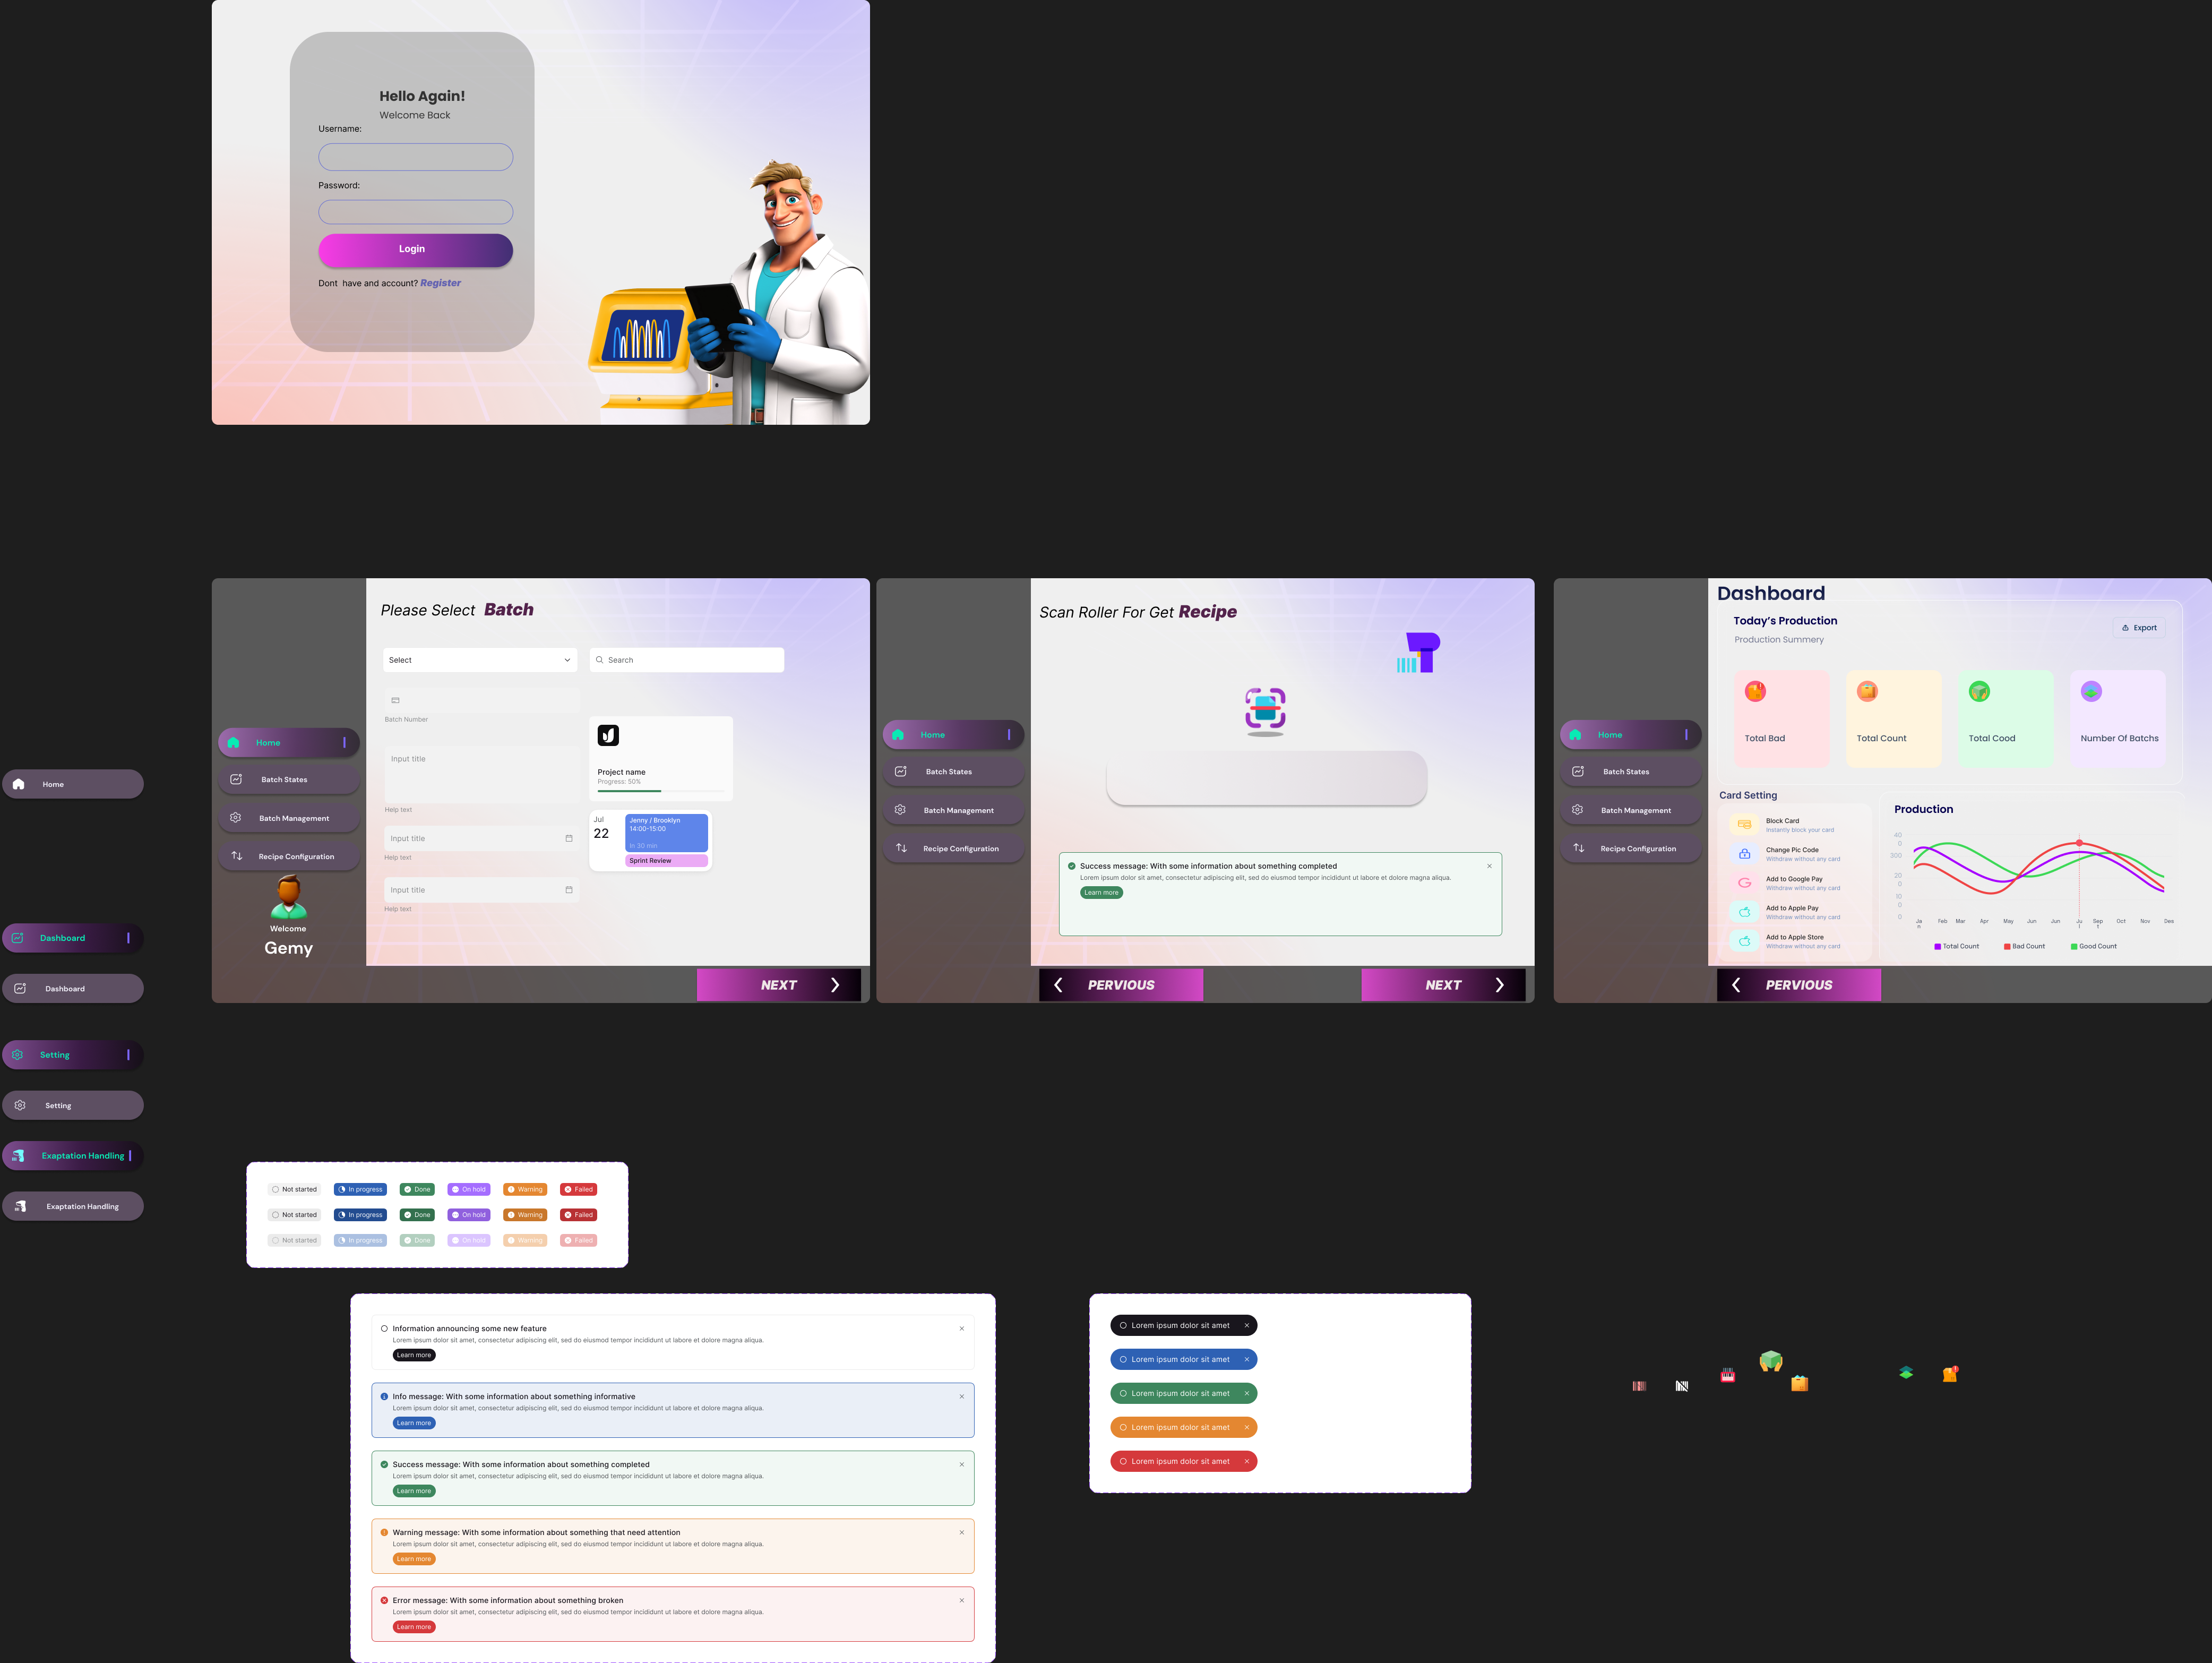 Hello Again!
Welcome Back
Username:
Password:
Login
Dont have and account? Register
Home
Dashboard
Dashboard
Setting
Setting
Exaptation Handling
Exaptation Handling
Please Select Batch
Select
Search
Batch Number
Input title
Help text
Input title
Help text
Input title
Help text
Project name
Progress: 50%
Jul
22
Jenny / Brooklyn
14:00-15:00
In 30 min
Sprint Review
Home
Batch States
Batch Management
Recipe Configuration
Welcome
Gemy
NEXT
Scan Roller For Get Recipe
Home
Batch States
Batch Management
Recipe Configuration
Success message: With some information about something completed
Lorem ipsum dolor sit amet, consectetur adipiscing elit, sed do eiusmod tempor incididunt ut labore et dolore magna aliqua.
Learn more
PERVIOUS
NEXT
Home
Batch States
Batch Management
Recipe Configuration
Dashboard
Today's Production
Production Summery
Export
Total Bad
Total Count
Total Cood
Number Of Batchs
Card Setting
Block Card
Instantly block your card
Change Pic Code
Withdraw without any card
Add to Google Pay
Withdraw without any card
Add to Apple Pay
Withdraw without any card
Add to Apple Store
Withdraw without any card
Production
40
0
300
20
0
10
0
0
Ja
n
Feb
Mar
Apr
May
Jun
Jun
Ju
l
Sep
t
Oct
Nov
Des
Total Count
Bad Count
Good Count
PERVIOUS
Not started In progress Done On hold Warning Failed
Not started In progress Done On hold Warning Failed
Not started In progress Done On hold Warning Failed
Information announcing some new feature
Lorem ipsum dolor sit amet, consectetur adipiscing elit, sed do eiusmod tempor incididunt ut labore et dolore magna aliqua.
Learn more
Info message: With some information about something informative
Lorem ipsum dolor sit amet, consectetur adipiscing elit, sed do eiusmod tempor incididunt ut labore et dolore magna aliqua.
Learn more
Success message: With some information about something completed
Lorem ipsum dolor sit amet, consectetur adipiscing elit, sed do eiusmod tempor incididunt ut labore et dolore magna aliqua.
Learn more
Warning message: With some information about something that need attention
Lorem ipsum dolor sit amet, consectetur adipiscing elit, sed do eiusmod tempor incididunt ut labore et dolore magna aliqua.
Learn more
Error message: With some information about something broken
Lorem ipsum dolor sit amet, consectetur adipiscing elit, sed do eiusmod tempor incididunt ut labore et dolore magna aliqua.
Learn more
Lorem ipsum dolor sit amet
Lorem ipsum dolor sit amet
Lorem ipsum dolor sit amet
Lorem ipsum dolor sit amet
Lorem ipsum dolor sit amet